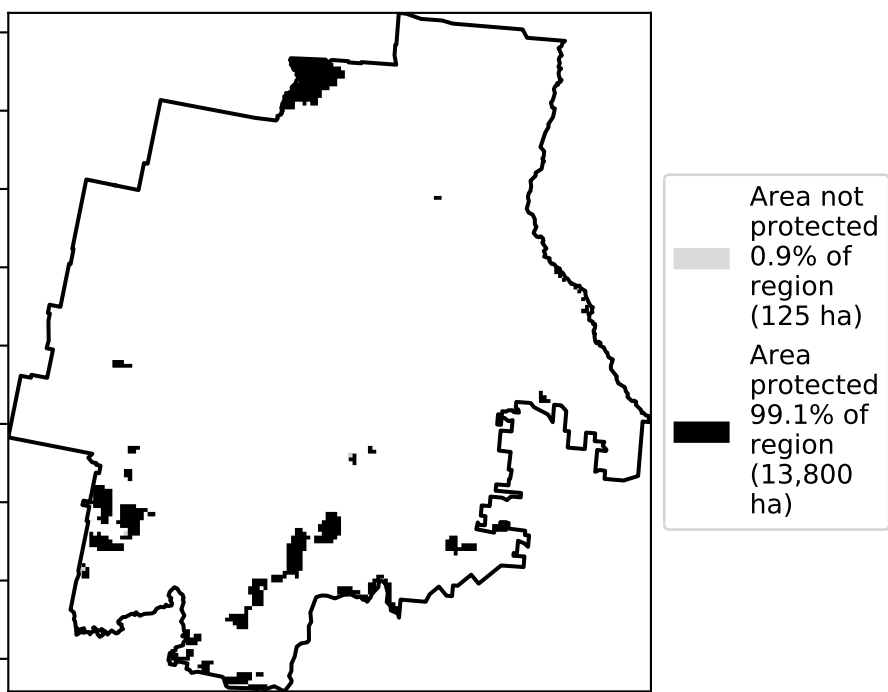 Area not
protected
0.9% of
region
(125 ha)
Area
protected
99.1% of
region
(13,800
ha)